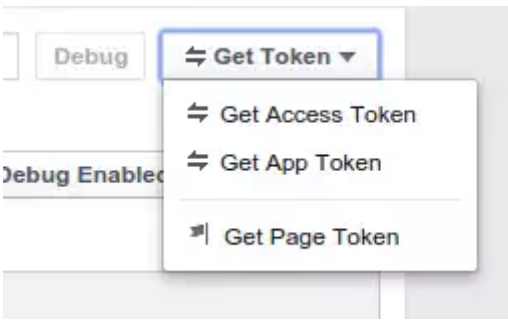 Debug
Get Token
Get Access Token
Get App Token
Debug Enabled
Get Page Token